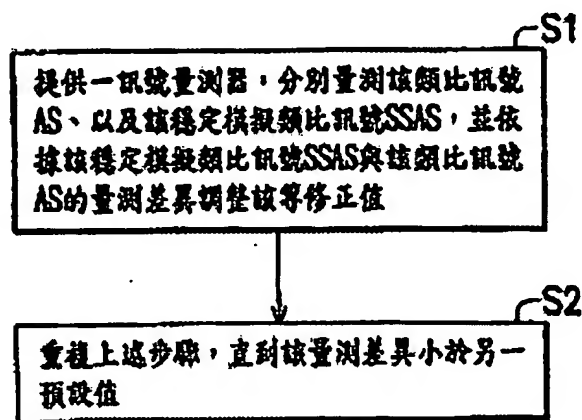 S1
提供一訊號量測器，分別量測該類比訊號
AS、以及該穩定模擬類比訊號SSAS，並依
據該穩定模擬類比訊號SSAS與該類比訊號
AS的量測差異調整該等修正值
S2
重複上述步驟，直到該量測差異小於另一
預設值